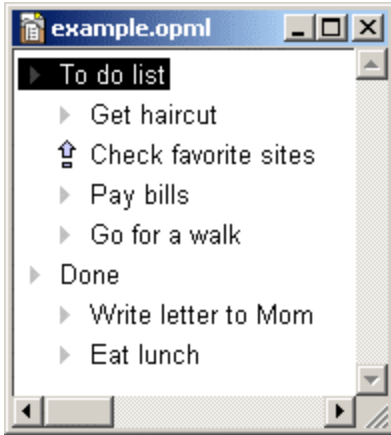 example.opml
To do list
Get haircut
Check favorite sites
Pay bills
Go for a walk
Done
Write letter to Mom
Eat lunch